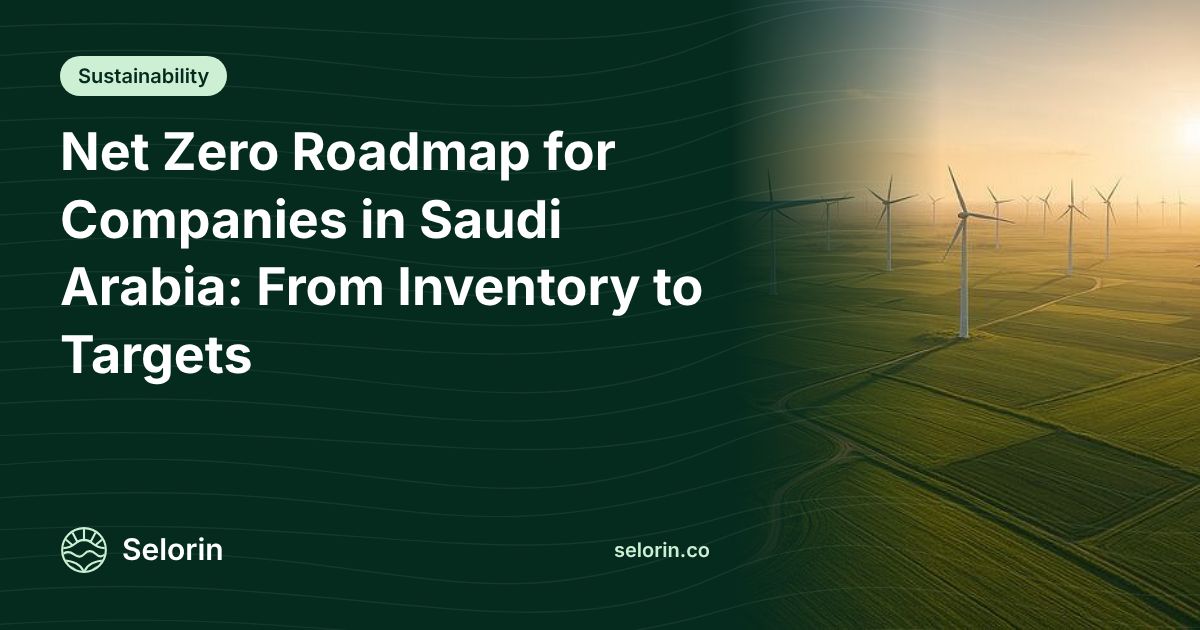 Sustainability
Net Zero Roadmap for
Companies in Saudi
Arabia: From Inventory to
Targets
Selorin
selorin.co